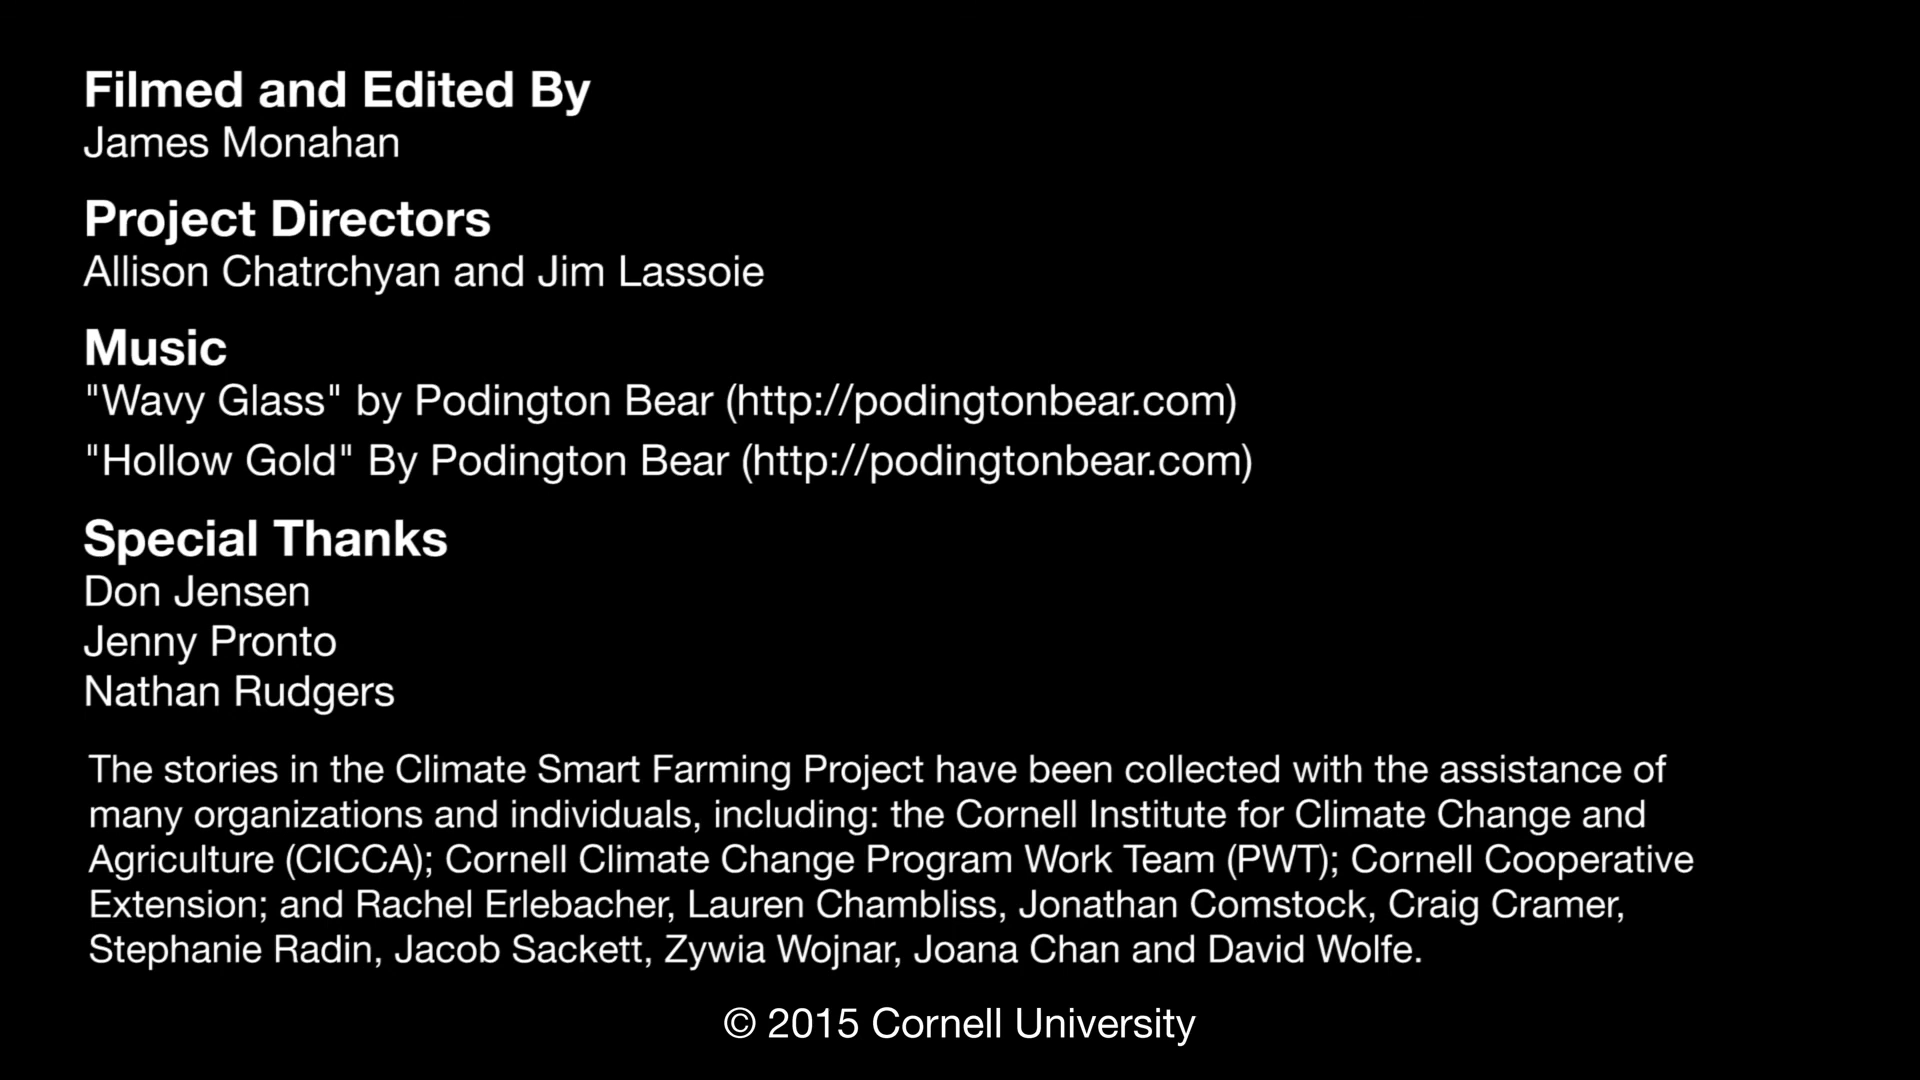 Filmed and Edited By
James Monahan
Project Directors
Allison Chatrchyan and Jim Lassoie
Music
"Wavy Glass" by Podington Bear (http://podingtonbear.com)
"Hollow Gold" By Podington Bear (http://podingtonbear.com)
Special Thanks
Don Jensen
Jenny Pronto
Nathan Rudgers
The stories in the Climate Smart Farming Project have been collected with the assistance of
many organizations and individuals, including: the Cornell Institute for Climate Change and
Agriculture (CICCA); Cornell Climate Change Program Work Team (PWT); Cornell Cooperative
Extension; and Rachel Erlebacher, Lauren Chambliss, Jonathan Comstock, Craig Cramer,
Stephanie Radin, Jacob Sackett, Zywia Wojnar, Joana Chan and David Wolfe.
© 2015 Cornell University